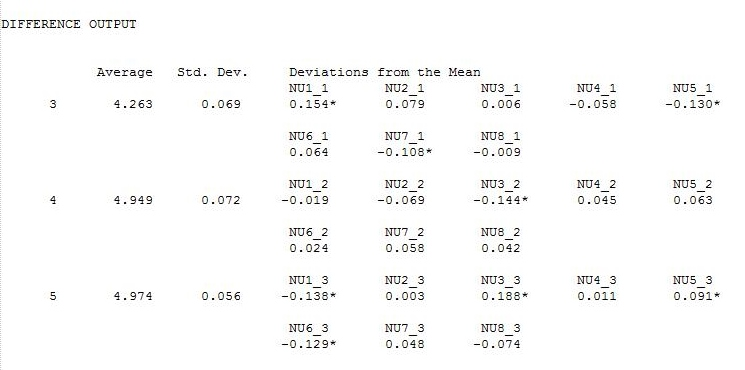 DIFFERENCE OUTPUT
Average Std. Dev. Deviations from the Mean
NU1_1 NU2_1 NU3_1 NU4_1 NU5_1
3 4.263 0.069 0.154* 0.079 0.006 -0.058 -0.130*
NU6_1 NU7_1 NU8_1
0.064 -0.108* -0.009
NU1_2 NU2_2 NU3_2 NU4_2 NU5_2
4 4.949 0.072 -0.019 -0.069 -0.144* 0.045 0.063
NU6_2 NU7_2 NU8_2
0.024 0.058 0.042
NU1_3 NU2_3 NU3_3 NU4_3 NU5_3
5 4.974 0.056 -0.138* 0.003 0.188* 0.011 0.091*
NU6_3 NU7_3 NU8_3
-0.129* 0.048 -0.074